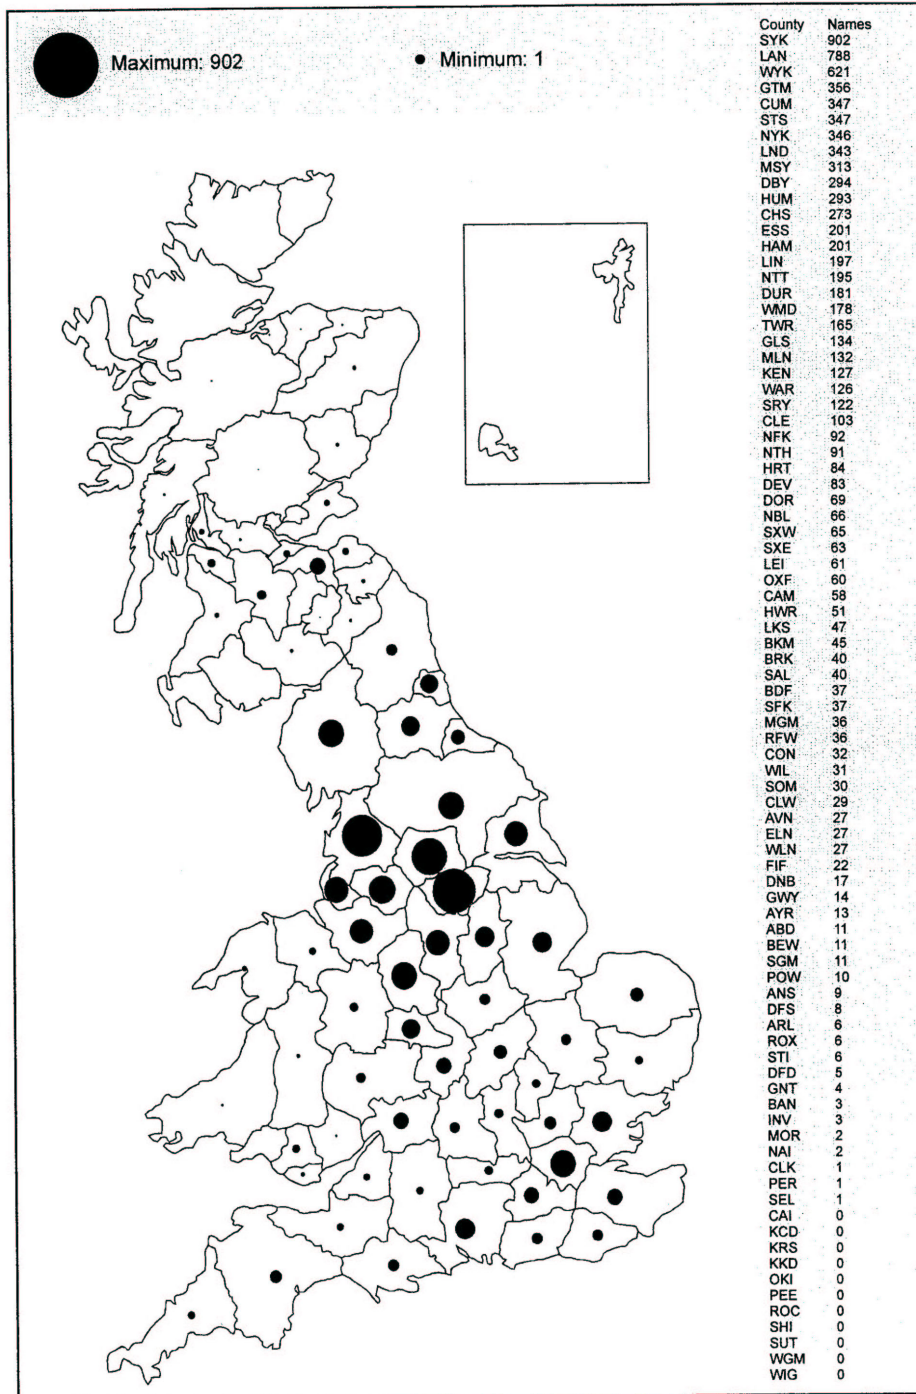 Maximum: 902
Minimum: 1
County Names
SYK 902
LAN 788
WYK 621
GTM 356
CUM 347
STS 347
NYK 346
LND 343
MSY 313
DBY 294
HUM 293
CHS 273
ESS 201
HAM 201
LIN 197
NTT 195
DUR 181
WMD 178
TWR 165
GLS 134
MLN 132
KEN 127
WAR 126
SRY 122
CLE 103
NFK 92
NTH 91
HRT 84
DEV 83
DOR 69
NBL 66
SXW 65
SXE 63
LEI 61
OXF 60
CAM 58
HWR 51
LKS 47
BKM 45
BRK 40
SAL 40
BDF 37
SFK 37
MGM 36
RFW 36
CON 32
WIL 31
SOM 30
CLW 29
AVN 27
ELN 27
WLN 27
FIF 22
DNB 17
GWY 14
AYR 13
ABD 11
BEW 11
SGM 11
POW 10
ANS 9
DFS 8
ARL 6
ROX 6
STI 6
DFD 5
GNT 4
BAN 3
INV 3
MOR 2
NAI 2
CLK 1
PER 1
SEL 1
CAI 0
KCD 0
KRS 0
KKD 0
OKI 0
PEE 0
ROC 0
SHI 0
SUT 0
WGM 0
WIG 0